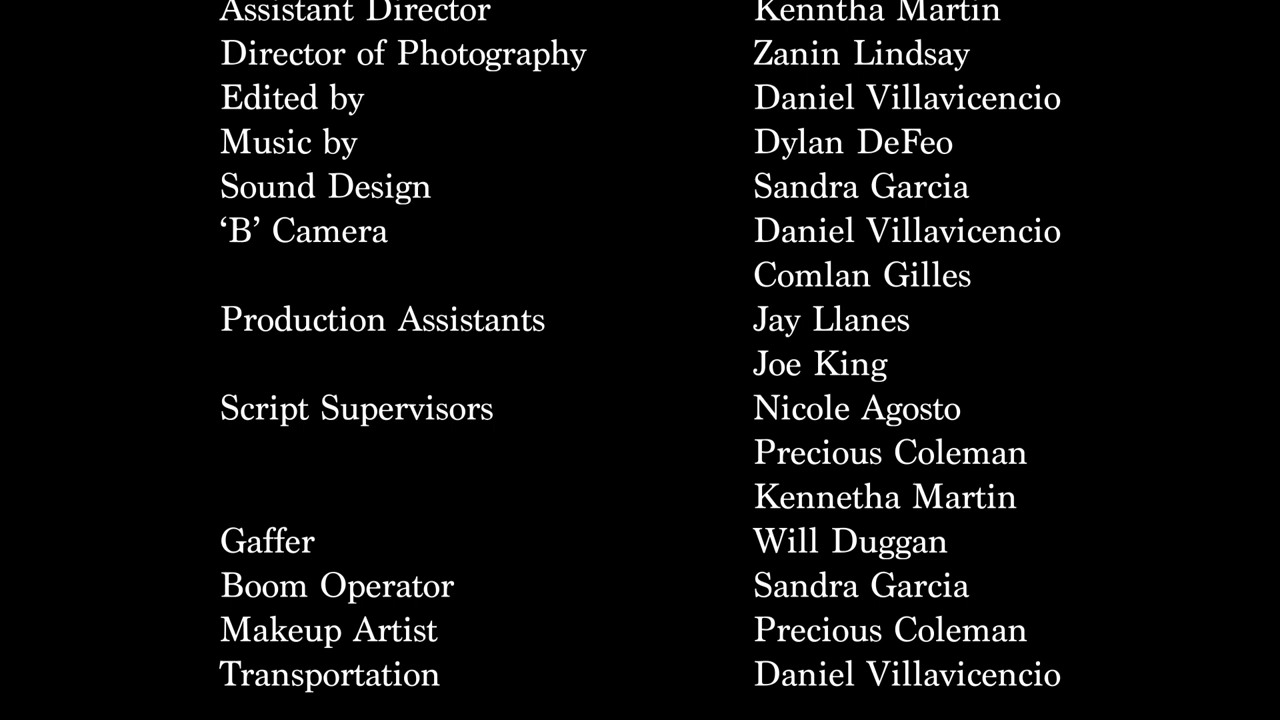 Assistant Director Kenntha Martin
Director of Photography Zanin Lindsay
Edited by Daniel Villavicencio
Music by Dylan DeFeo
Sound Design Sandra Garcia
‘B’ Camera Daniel Villavicencio
Comlan Gilles
Production Assistants Jay Llanes
Joe King
Script Supervisors Nicole Agosto
Precious Coleman
Kennetha Martin
Gaffer Will Duggan
Boom Operator Sandra Garcia
Makeup Artist Precious Coleman
Transportation Daniel Villavicencio